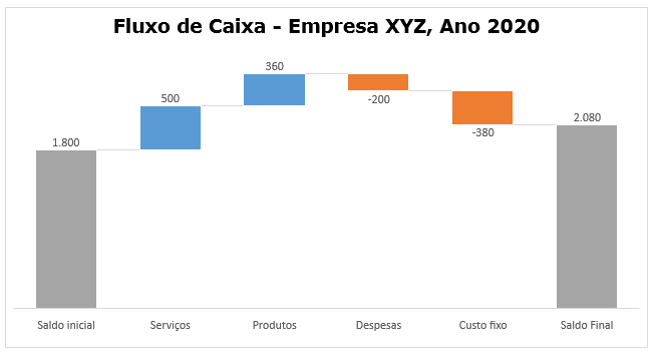 Fluxo de Caixa - Empresa XYZ, Ano 2020
360
500
-200
2.080
-380
1.800
Saldo inicial
Serviços
Produtos
Despesas
Custo fixo
Saldo Final